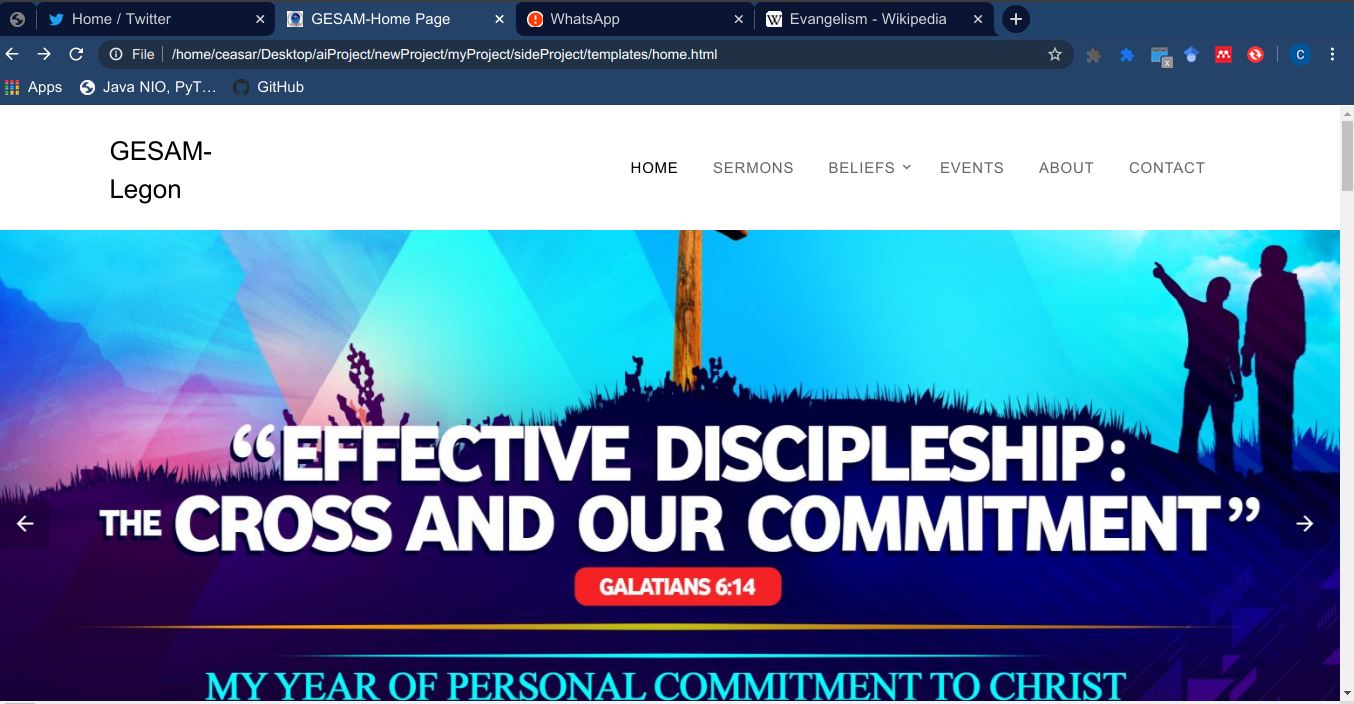 Home / Twitter
GESAM-Home Page
WhatsApp
Evangelism - Wikipedia
File
/home/ceasar/Desktop/aiProject/newProject/myProject/sideProject/templates/home.html
C
Apps
Java NIO, PyT…
GitHub
GESAM-
Legon
HOME SERMONS BELIEFS EVENTS ABOUT CONTACT
“EFFECTIVE DISCIPLESHIP:
THE CROSS AND OUR COMMITMENT”
GALATIANS 6:14
MY YEAR OF PERSONAL COMMITMENT TO CHRIST